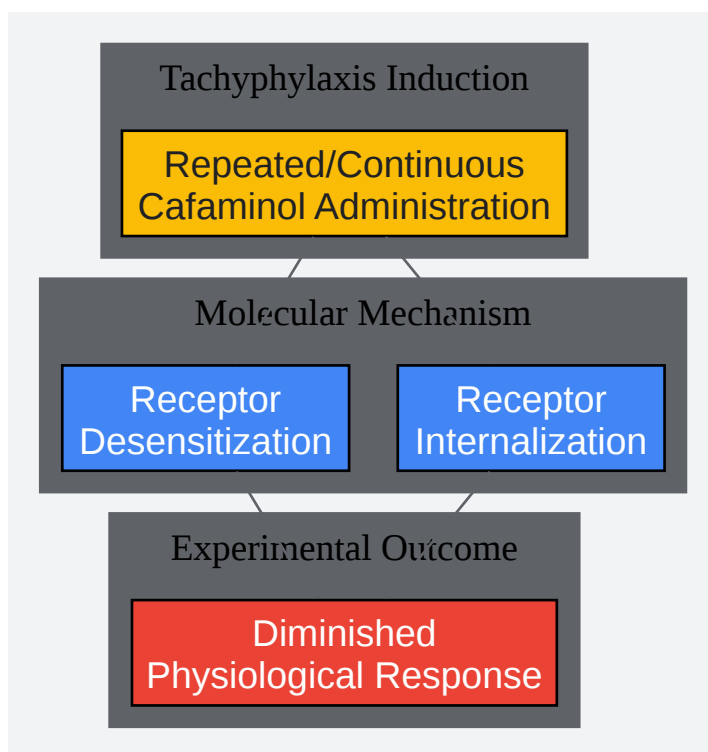 Tachyphylaxis Induction
Repeated/Continuous
Cafaminol Administration
Molecular Mechanism
Receptor
Desensitization
Receptor
Internalization
Experimental Outcome
Diminished
Physiological Response